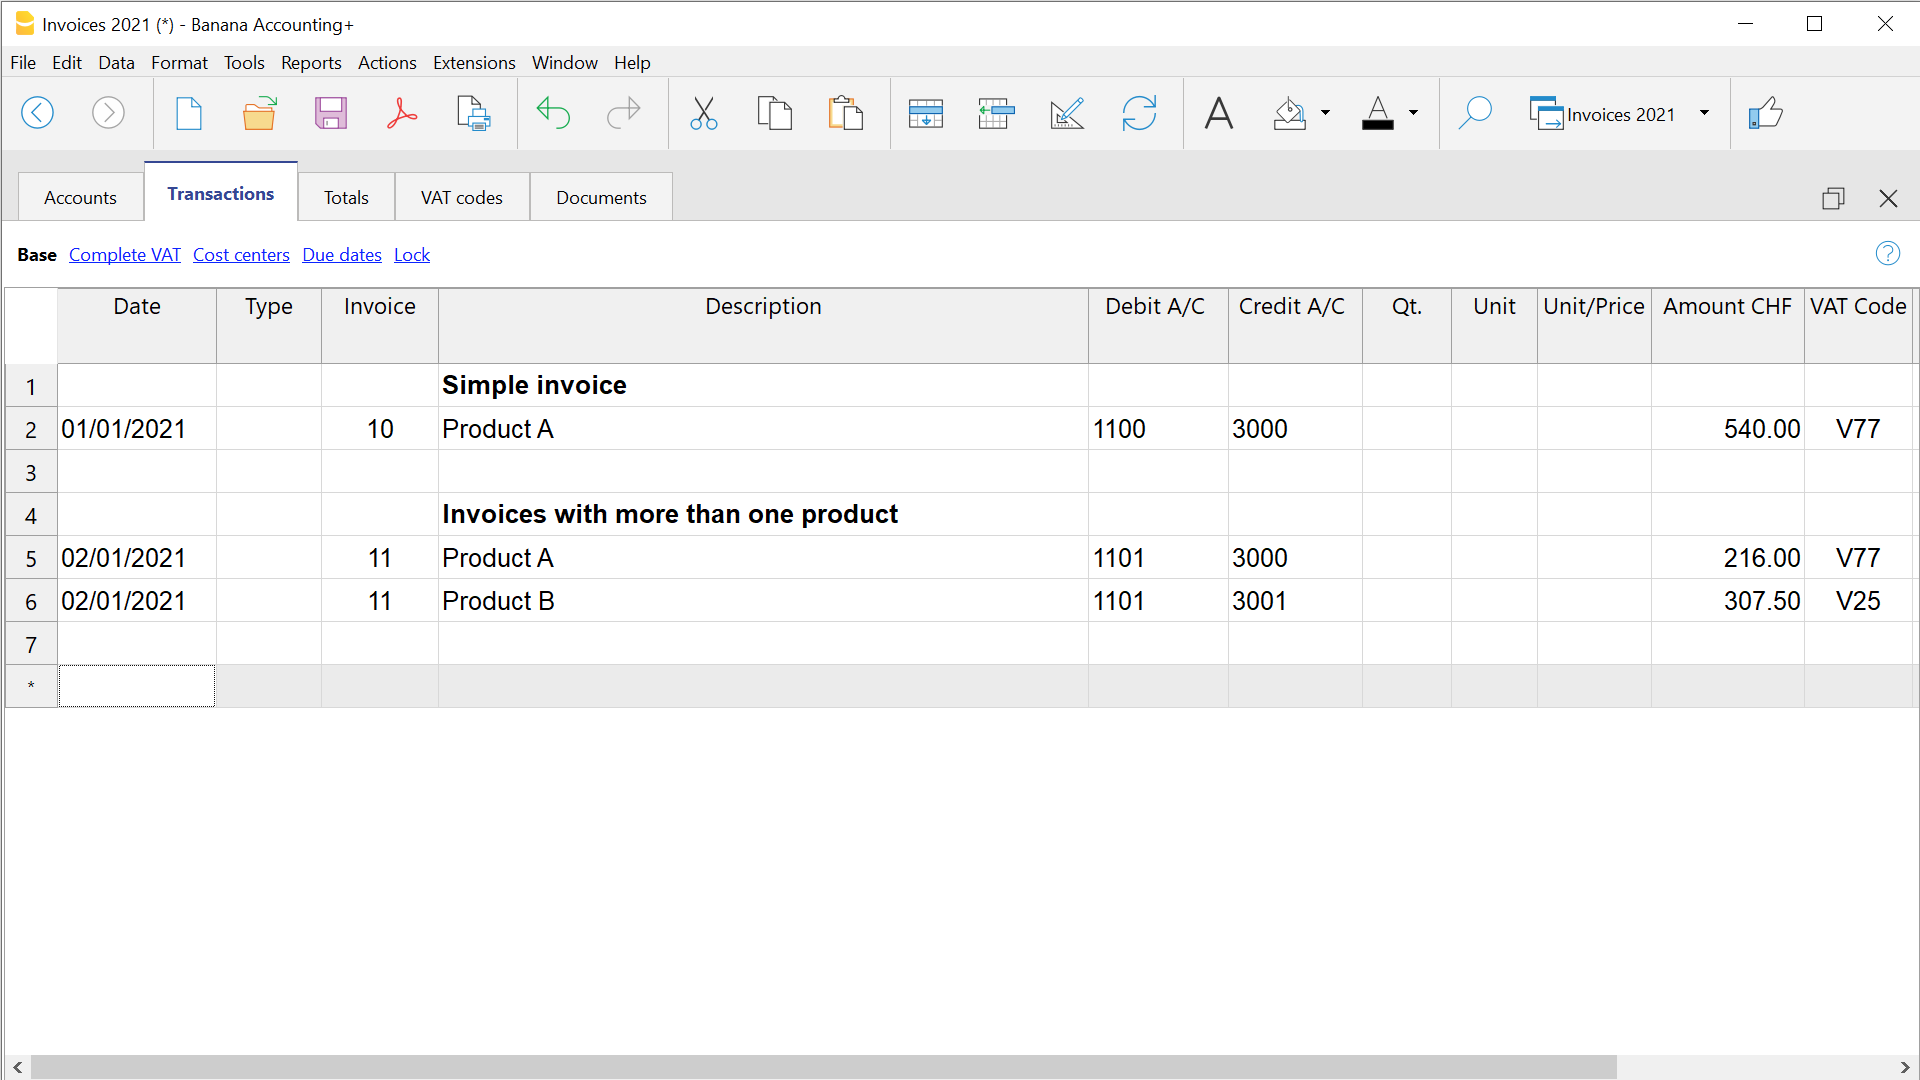 Invoices 2021 (*) - Banana Accounting+
File Edit Data Format Tools Reports Actions Extensions Window Help
Invoices 2021
Accounts Transactions Totals VAT codes Documents
Base Complete VAT Cost centers Due dates Lock
Date Type Invoice Description Debit A/C Credit A/C Qt. Unit Unit/Price Amount CHF VAT Code
1 Simple invoice
2 01/01/2021 10 Product A 1100 3000 540.00 V77
3
4 Invoices with more than one product
5 02/01/2021 11 Product A 1101 3000 216.00 V77
6 02/01/2021 11 Product B 1101 3001 307.50 V25
7
*